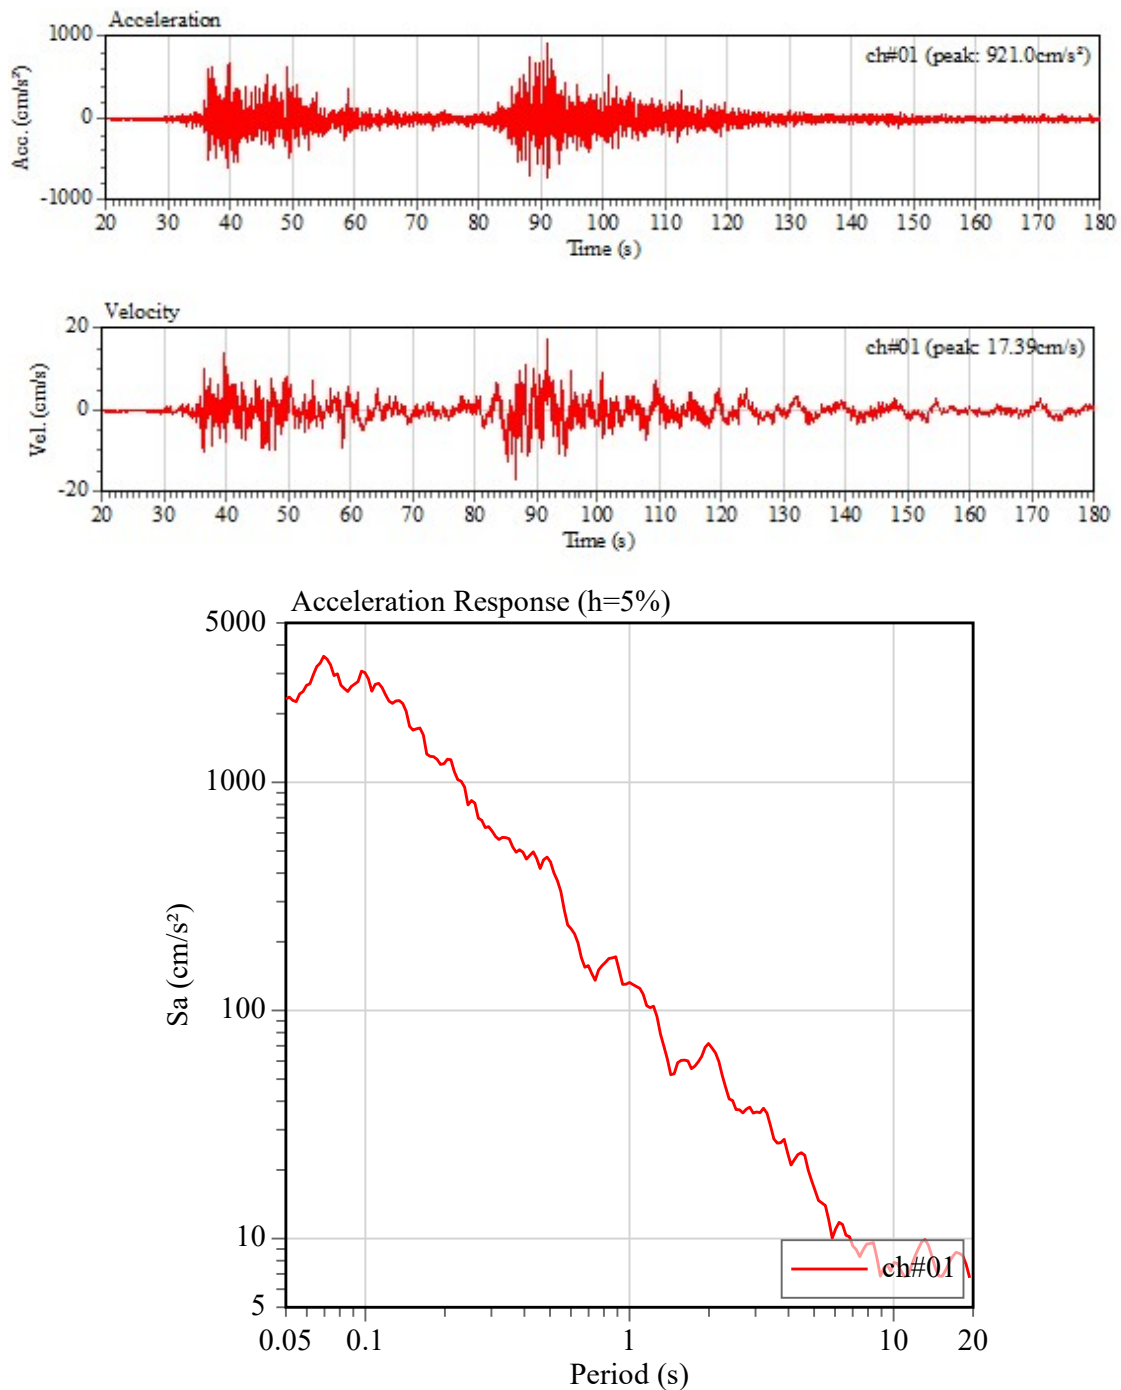 Acceleration
ch#01 (peak: 921.0cm/s²)
Acc. (cm/s²)
1000
0
-1000
20 30 40 50 60 70 80 90 100 110 120 130 140 150 160 170 180
Time (s)
Velocity
ch#01 (peak: 17.39cm/s)
Vel. (cm/s)
20
0
-20
20 30 40 50 60 70 80 90 100 110 120 130 140 150 160 170 180
Time (s)
Acceleration Response (h=5%)
Sa (cm/s²)
5000
1000
100
10
5
ch#01
0.05 0.1 1 10 20
Period (s)